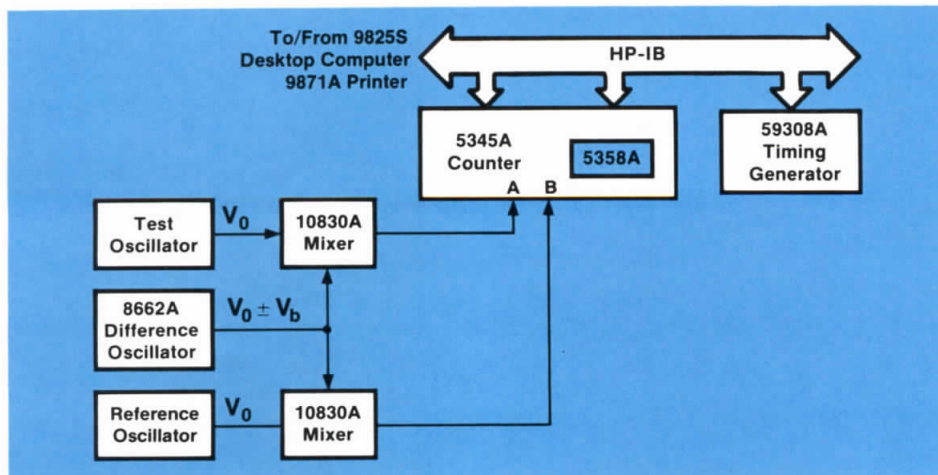 To/From 9825S
Desktop Computer
9871A Printer
HP-IB
5345A
Counter
5358A
A B
59308A
Timing
Generator
Test
Oscillator
V0
10830A
Mixer
8662A
Difference
Oscillator
V0 ± Vb
Reference
Oscillator
V0
10830A
Mixer